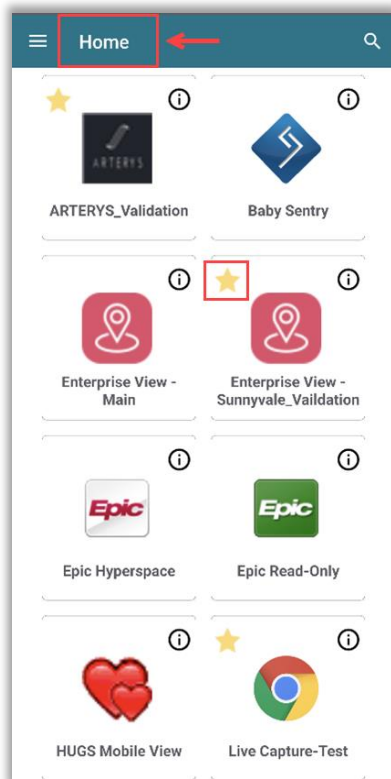 Home
ARTERYS
ARTERYS_Validation
Baby Sentry
Enterprise View -
Main
Enterprise View -
Sunnyvale_Vaildation
Epic
Epic
Epic Hyperspace
Epic Read-Only
HUGS Mobile View
Live Capture-Test